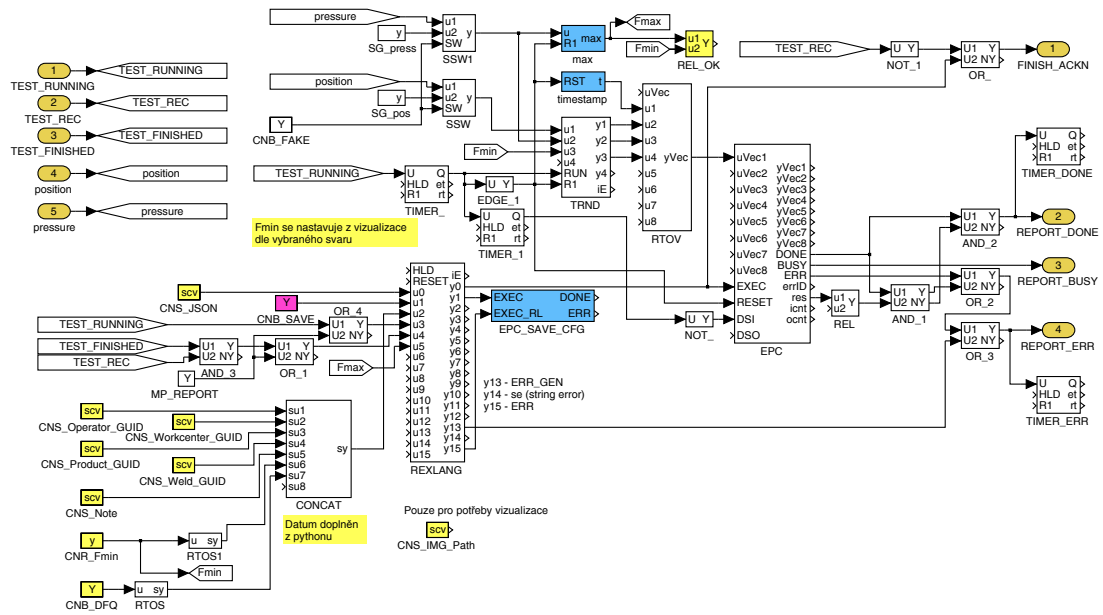 pressure
y
SG_press
u1
u2
SW
y
SSW1
u
R1
max
max
Fmax
Fmin
u1
u2
Y
REL_OK
TEST_REC
U Y
NOT_1
U1 Y
U2 NY
OR_
1
FINISH_ACKN
1
TEST_RUNNING
TEST_RUNNING
2
TEST_REC
TEST_REC
3
TEST_FINISHED
TEST_FINISHED
4
position
position
5
pressure
pressure
position
y
SG_pos
u1
u2
SW
y
SSW
Y
CNB_FAKE
RST t
timestamp
Fmin
u1
u2
u3
u4
RUN
R1
y1
y2
y3
y4
iE
TRND
uVec
u1
u2
u3
u4
u5
u6
u7
u8
yVec
RTOV
TEST_RUNNING
U Q
HLD et
R1 rt
TIMER_
U Y
EDGE_1
U Q
HLD et
R1 rt
TIMER_1
Fmin se nastavuje z vizualizace
dle vybraného svaru
uVec1
uVec2
uVec3
uVec4
uVec5
uVec6
uVec7
uVec8
EXEC
RESET
DSI
DSO
yVec1
yVec2
yVec3
yVec4
yVec5
yVec6
yVec7
yVec8
DONE
BUSY
ERR
errID
res
icnt
ocnt
EPC
U Q
HLD et
R1 rt
TIMER_DONE
U1 Y
U2 NY
AND_2
2
REPORT_DONE
3
REPORT_BUSY
u1
u2
Y
REL
U1 Y
U2 NY
AND_1
U1 Y
U2 NY
OR_2
U1 Y
U2 NY
OR_3
4
REPORT_ERR
U Q
HLD et
R1 rt
TIMER_ERR
U Y
NOT_
scv
CNS_JSON
Y
CNB_SAVE
TEST_RUNNING
OR_4
U1 Y
U2 NY
TEST_FINISHED
TEST_REC
U1 Y
U2 NY
AND_3
U1 Y
U2 NY
OR_1
Y
MP_REPORT
Fmax
HLD
RESET
u0
u1
u2
u3
u4
u5
u6
u7
u8
u9
u10
u11
u12
u13
u14
u15
iE
y0
y1
y2
y3
y4
y5
y6
y7
y8
y9
y10
y11
y12
y13
y14
y15
REXLANG
EXEC DONE
EXEC_RL ERR
EPC_SAVE_CFG
y13 - ERR_GEN
y14 - se (string error)
y15 - ERR
scv
CNS_Operator_GUID
scv
CNS_Workcenter_GUID
scv
CNS_Product_GUID
scv
CNS_Weld_GUID
scv
CNS_Note
su1
su2
su3
su4
su5
su6
su7
su8
sy
CONCAT
Datum doplněn
z pythonu
Pouze pro potřeby vizualizace
scv
CNS_IMG_Path
y
CNR_Fmin
u sy
RTOS1
Fmin
Y
CNB_DFQ
u sy
RTOS